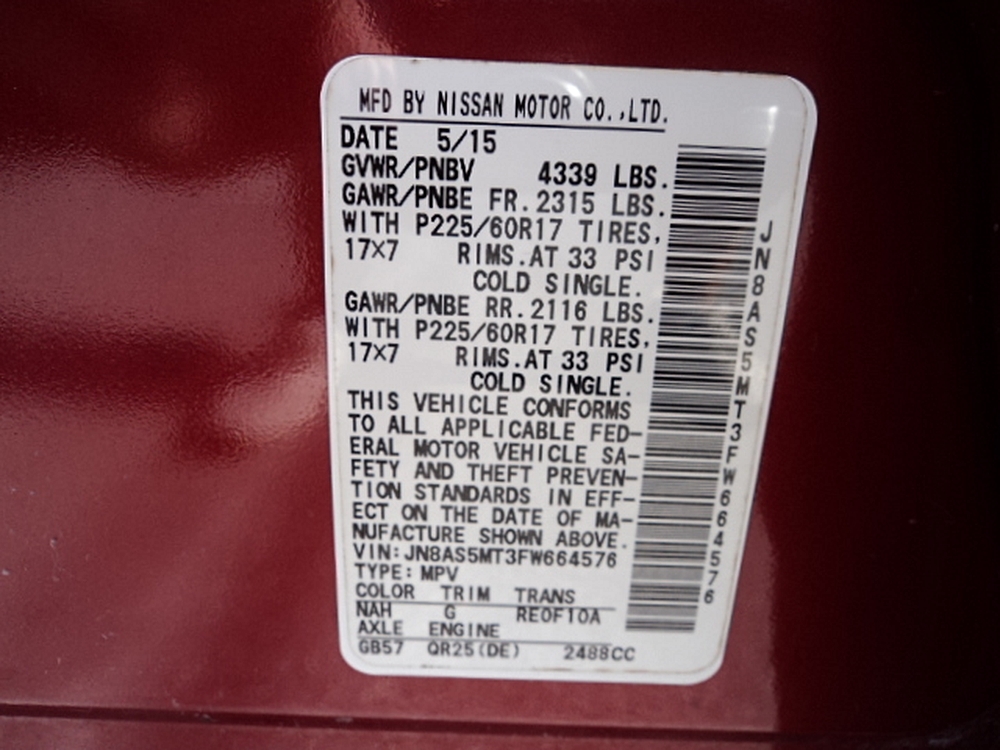 MFD BY NISSAN MOTOR CO.,LTD.
DATE 5/15
GVWR/PNBV 4339 LBS.
GAWR/PNBE FR.2315 LBS.
WITH P225/60R17 TIRES,
17×7 RIMS.AT 33 PSI
COLD SINGLE.
GAWR/PNBE RR.2116 LBS.
WITH P225/60R17 TIRES,
17×7 RIMS.AT 33 PSI
COLD SINGLE.
THIS VEHICLE CONFORMS
TO ALL APPLICABLE FED-
ERAL MOTOR VEHICLE SA-
FETY AND THEFT PREVEN-
TION STANDARDS IN EFF-
ECT ON THE DATE OF MA-
NUFACTURE SHOWN ABOVE.
VIN:JN8AS5MT3FW664576
TYPE:MPV
COLOR TRIM TRANS
NAH G RE0F10A
AXLE ENGINE
GB57 QR25(DE) 2488CC
JN8AS5MT3FW664576